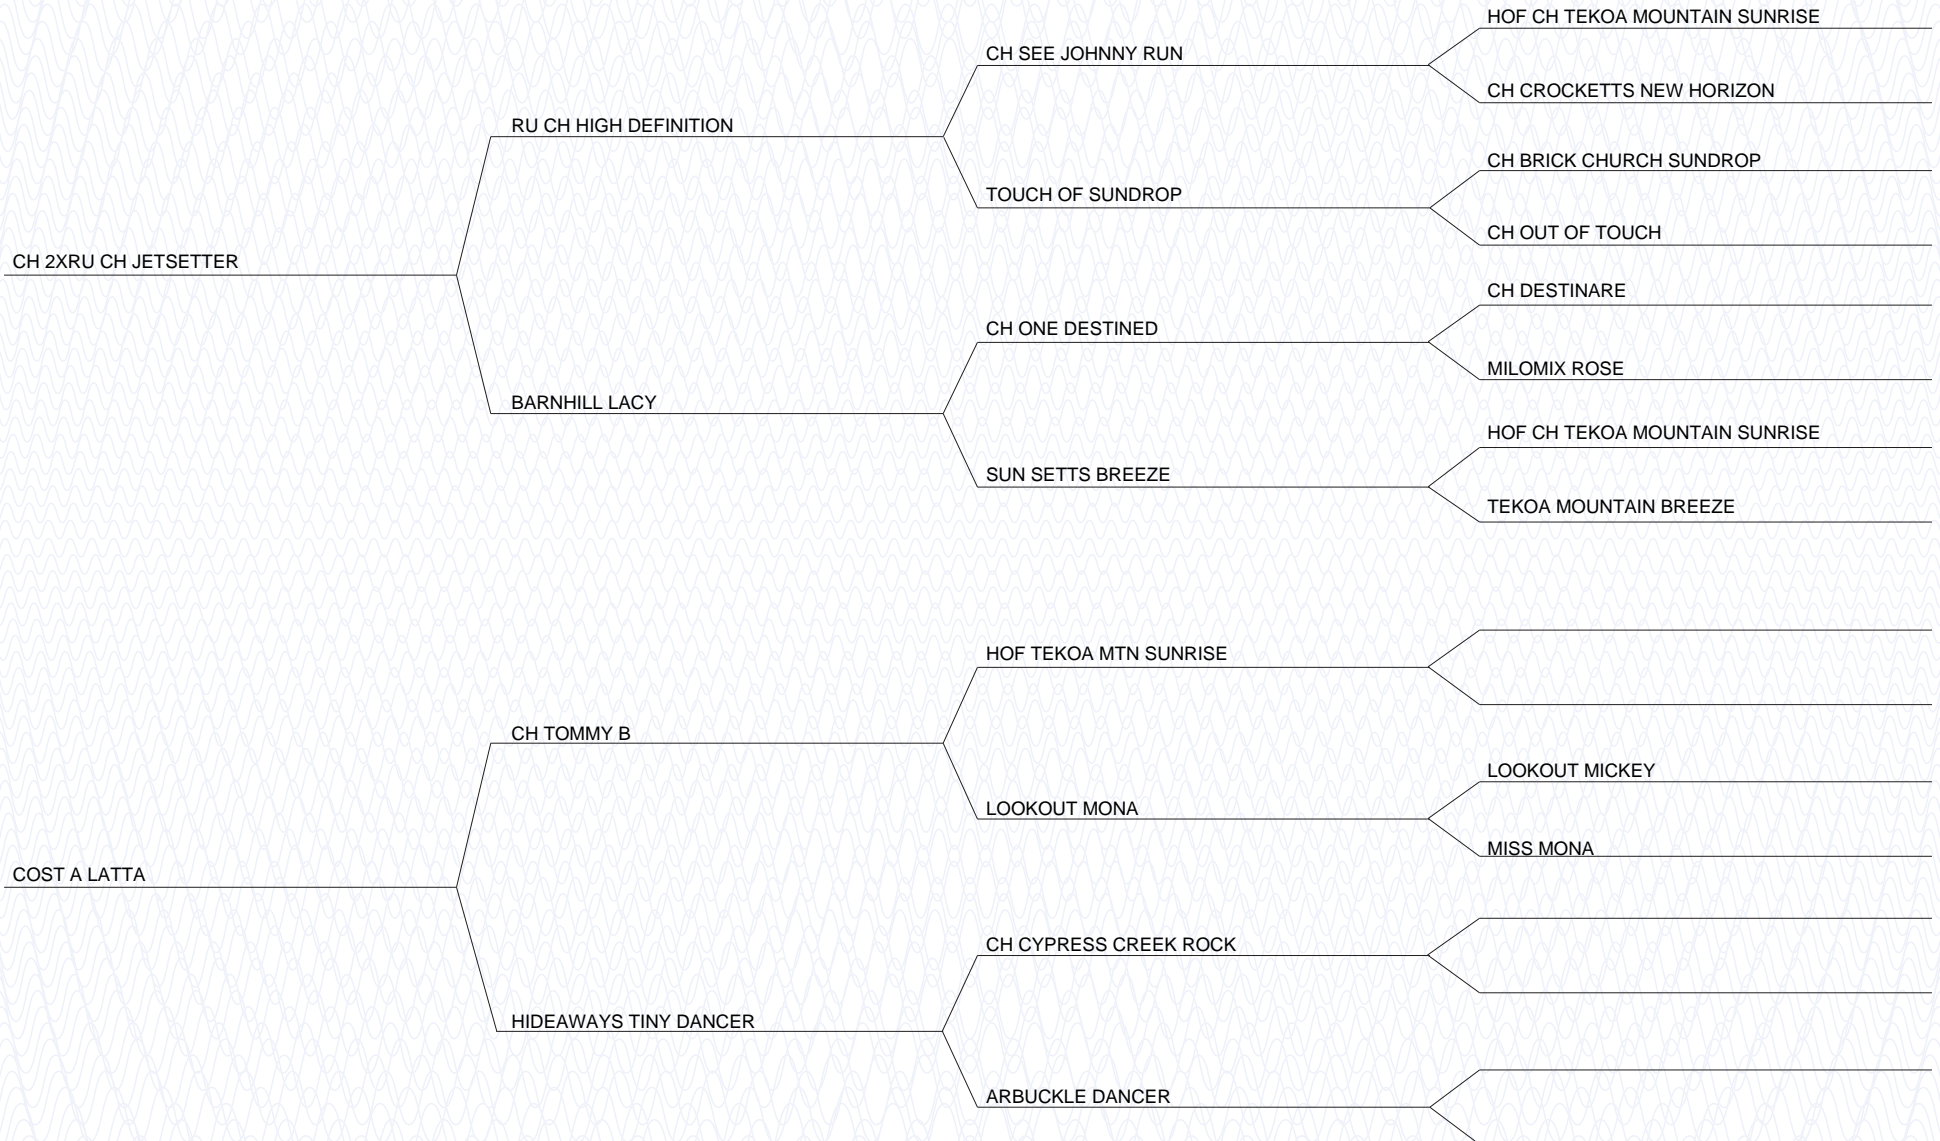 HOF CH TEKOA MOUNTAIN SUNRISE
CH SEE JOHNNY RUN
CH CROCKETTS NEW HORIZON
RU CH HIGH DEFINITION
CH BRICK CHURCH SUNDROP
TOUCH OF SUNDROP
CH OUT OF TOUCH
CH 2XRU CH JETSETTER
CH DESTINARE
CH ONE DESTINED
MILOMIX ROSE
BARNHILL LACY
HOF CH TEKOA MOUNTAIN SUNRISE
SUN SETTS BREEZE
TEKOA MOUNTAIN BREEZE
HOF TEKOA MTN SUNRISE
CH TOMMY B
LOOKOUT MICKEY
LOOKOUT MONA
MISS MONA
COST A LATTA
CH CYPRESS CREEK ROCK
HIDEAWAYS TINY DANCER
ARBUCKLE DANCER